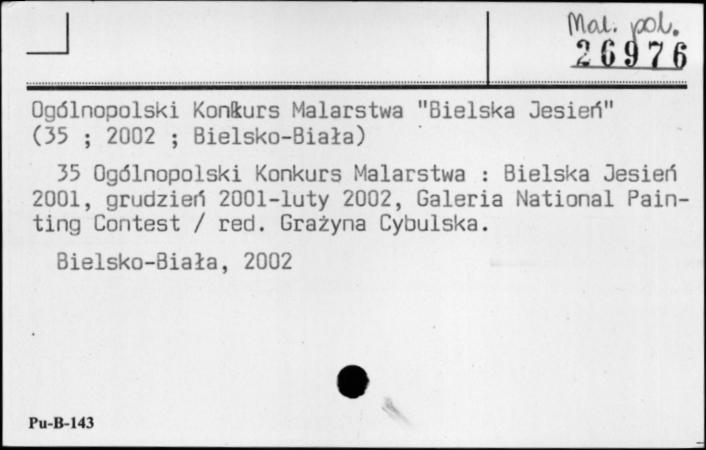 Mal. pol.
26976
Ogólnopolski Konkurs Malarstwa "Bielska Jesień"
(35 ; 2002 ; Bielsko-Biała)
35 Ogólnopolski Konkurs Malarstwa : Bielska Jesień
2001, grudzień 2001-luty 2002, Galeria National Pain-
ting Contest / red. Grażyna Cybulska.
Bielsko-Biała, 2002
Pu-B-143